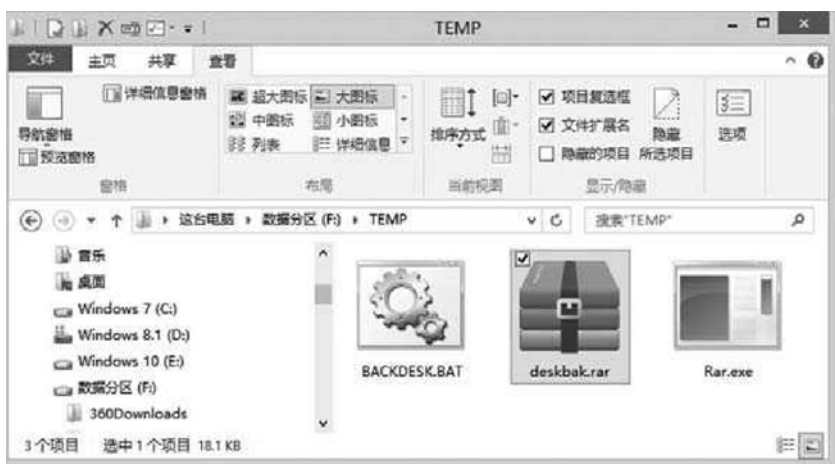 TEMP
文件 主页 共享 查看
导航窗格
预览窗格
详细信息窗格
窗格
超大图标 大图标
中图标 小图标
列表 详细信息
布局
排序方式
当前视图
项目复选框
文件扩展名
隐藏的项目
隐藏
所选项目
显示/隐藏
选项
这台电脑 数据分区 (F:) TEMP
搜索"TEMP"
音乐
桌面
Windows 7 (C:)
Windows 8.1 (D:)
Windows 10 (E:)
数据分区 (F:)
360Downloads
BACKDESK.BAT deskbak.rar Rar.exe
3个项目 选中1个项目 18.1 KB